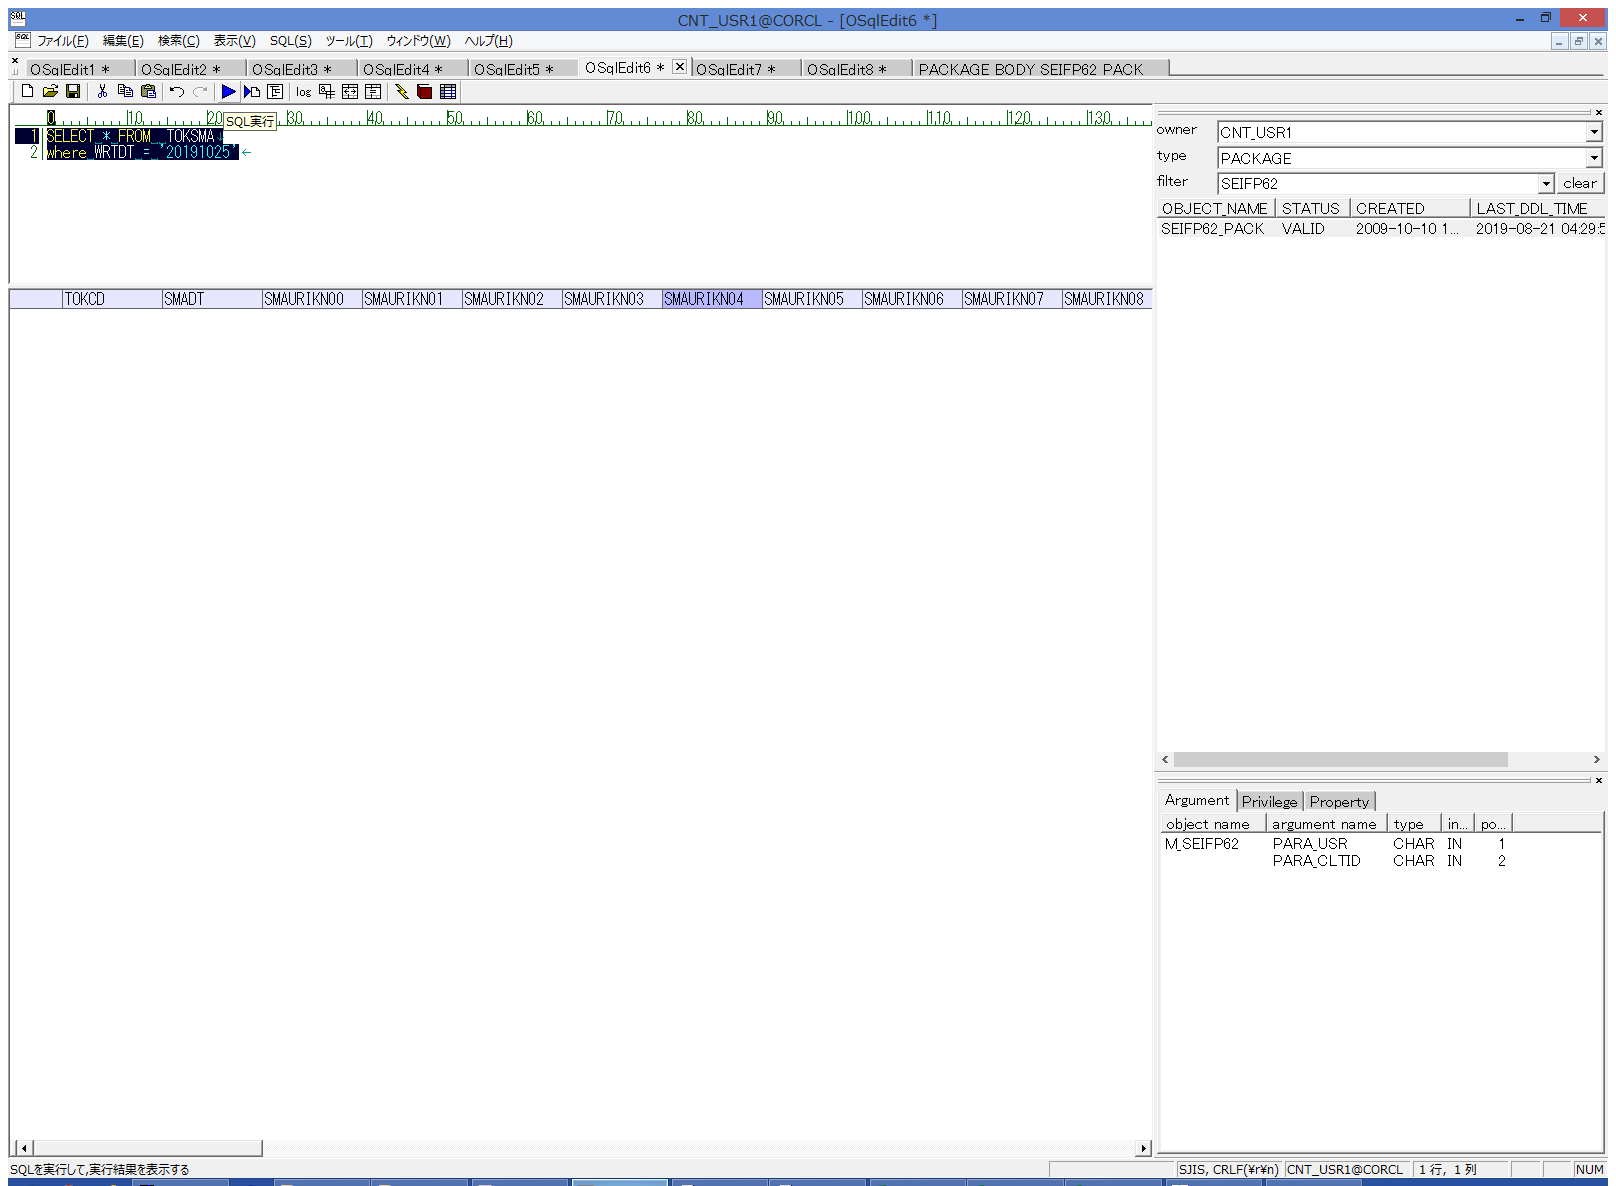 SQL
CNT_USR1@CORCL - [OSqlEdit6 *]
SQL ファイル(F) 編集(E) 検索(C) 表示(V) SQL(S) ツール(T) ウィンドウ(W) ヘルプ(H)
OSqlEdit1 * OSqlEdit2 * OSqlEdit3 * OSqlEdit4 * OSqlEdit5 * OSqlEdit6 * OSqlEdit7 * OSqlEdit8 * PACKAGE BODY SEIFP62_PACK
log
0 10 20 30 40 50 60 70 80 90 100 110 120 130
SQL実行
1 SELECT * FROM TOKSMA↓
2 where WRTDT = '20191025' ←
TOKCD SMADT SMAURIKN00 SMAURIKN01 SMAURIKN02 SMAURIKN03 SMAURIKN04 SMAURIKN05 SMAURIKN06 SMAURIKN07 SMAURIKN08
owner CNT_USR1
type PACKAGE
filter SEIFP62 clear
OBJECT_NAME STATUS CREATED LAST_DDL_TIME
SEIFP62_PACK VALID 2009-10-10 1... 2019-08-21 04:29:5
Argument Privilege Property
object name argument name type in... po...
M_SEIFP62 PARA_USR CHAR IN 1
PARA_CLTID CHAR IN 2
SQLを実行して,実行結果を表示する
SJIS, CRLF(¥r¥n) CNT_USR1@CORCL 1 行, 1 列 NUM